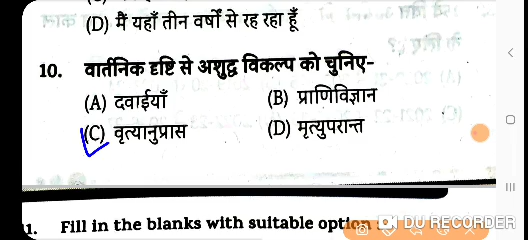 (D) मैं यहाँ तीन वर्षों से रह रहा हूँ
10. वार्तनिक दृष्टि से अशुद्ध विकल्प को चुनिए-
(A) दवाईयाँ (B) प्राणिविज्ञान
(C) वृत्यानुप्रास (D) मृत्युपरान्त
1. Fill in the blanks with suitable option
DU RECORDER